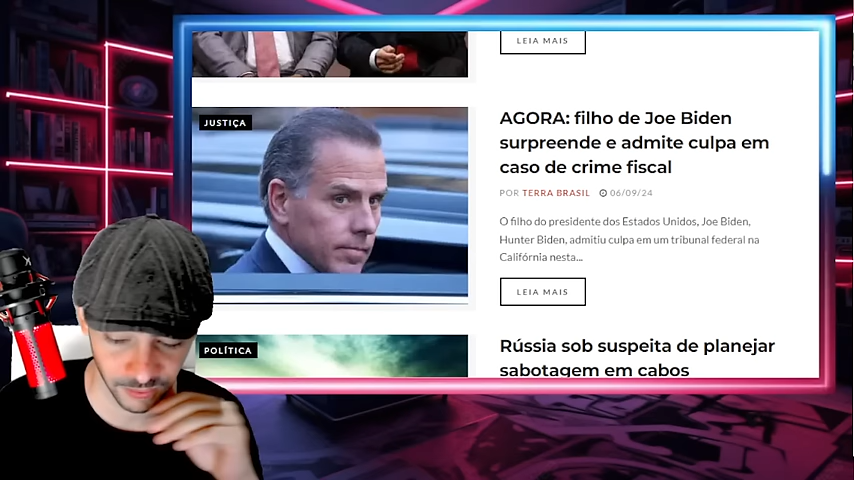 LEIA MAIS
JUSTIÇA
AGORA: filho de Joe Biden
surpreende e admite culpa em
caso de crime fiscal
POR TERRA BRASIL 06/09/24
O filho do presidente dos Estados Unidos, Joe Biden,
Hunter Biden, admitiu culpa em um tribunal federal na
Califórnia nesta...
LEIA MAIS
POLÍTICA
Rússia sob suspeita de planejar
sabotagem em cabos